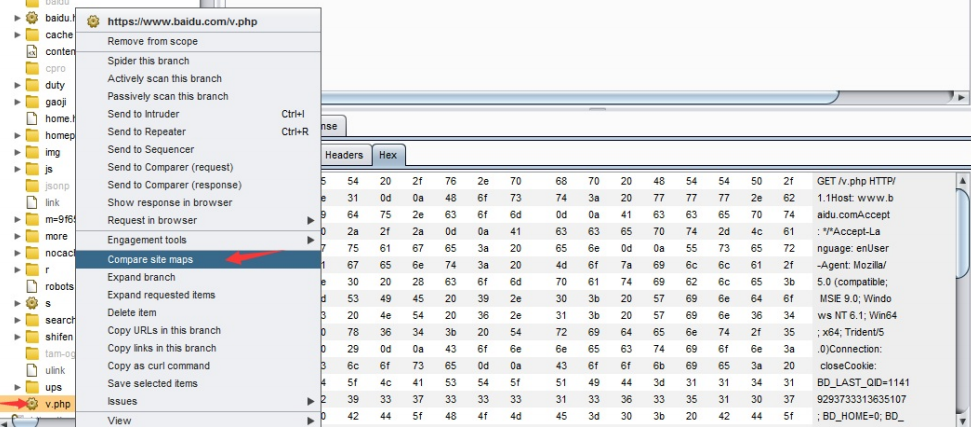 baidu
baidu.h
cache
conten
cpro
duty
gaoji
home.h
homep
img
js
jsonp
link
m=9f65
more
nocacl
r
robots
s
search
shifen
tam-og
ulink
ups
v.php
https://www.baidu.com/v.php
Remove from scope
Spider this branch
Actively scan this branch
Passively scan this branch
Send to Intruder Ctrl+I
Send to Repeater Ctrl+R
Send to Sequencer
Send to Comparer (request)
Send to Comparer (response)
Show response in browser
Request in browser
Engagement tools
Compare site maps
Expand branch
Expand requested items
Delete item
Copy URLs in this branch
Copy links in this branch
Copy as curl command
Save selected items
Issues
View
nse
Headers Hex
54 20 2f 76 2e 70 68 70 20 48 54 54 50 2f GET /v.php HTTP/
31 0d 0a 48 6f 73 74 3a 20 77 77 77 2e 62 1.1Host: www.b
64 75 2e 63 6f 6d 0d 0a 41 63 63 65 70 74 aidu.comAccept
2a 2f 2a 0d 0a 41 63 63 65 70 74 2d 4c 61 : */*Accept-La
75 61 67 65 3a 20 65 6e 0d 0a 55 73 65 72 nguage: enUser
67 65 6e 74 3a 20 4d 6f 7a 69 6c 6c 61 2f -Agent: Mozilla/
30 20 28 63 6f 6d 70 61 74 69 62 6c 65 3b 5.0 (compatible;
53 49 45 20 39 2e 30 3b 20 57 69 6e 64 6f MSIE 9.0; Windo
20 4e 54 20 36 2e 31 3b 20 57 69 6e 36 34 ws NT 6.1; Win64
78 36 34 3b 20 54 72 69 64 65 6e 74 2f 35 ; x64; Trident/5
29 0d 0a 43 6f 6e 6e 65 63 74 69 6f 6e 3a .0)Connection:
6c 6f 73 65 0d 0a 43 6f 6f 6b 69 65 3a 20 closeCookie:
5f 4c 41 53 54 5f 51 49 44 3d 31 31 34 31 BD_LAST_QID=1141
39 33 37 33 33 33 31 33 36 33 35 31 30 37 9293733313635107
42 44 5f 48 4f 4d 45 3d 30 3b 20 42 44 5f ; BD_HOME=0; BD_